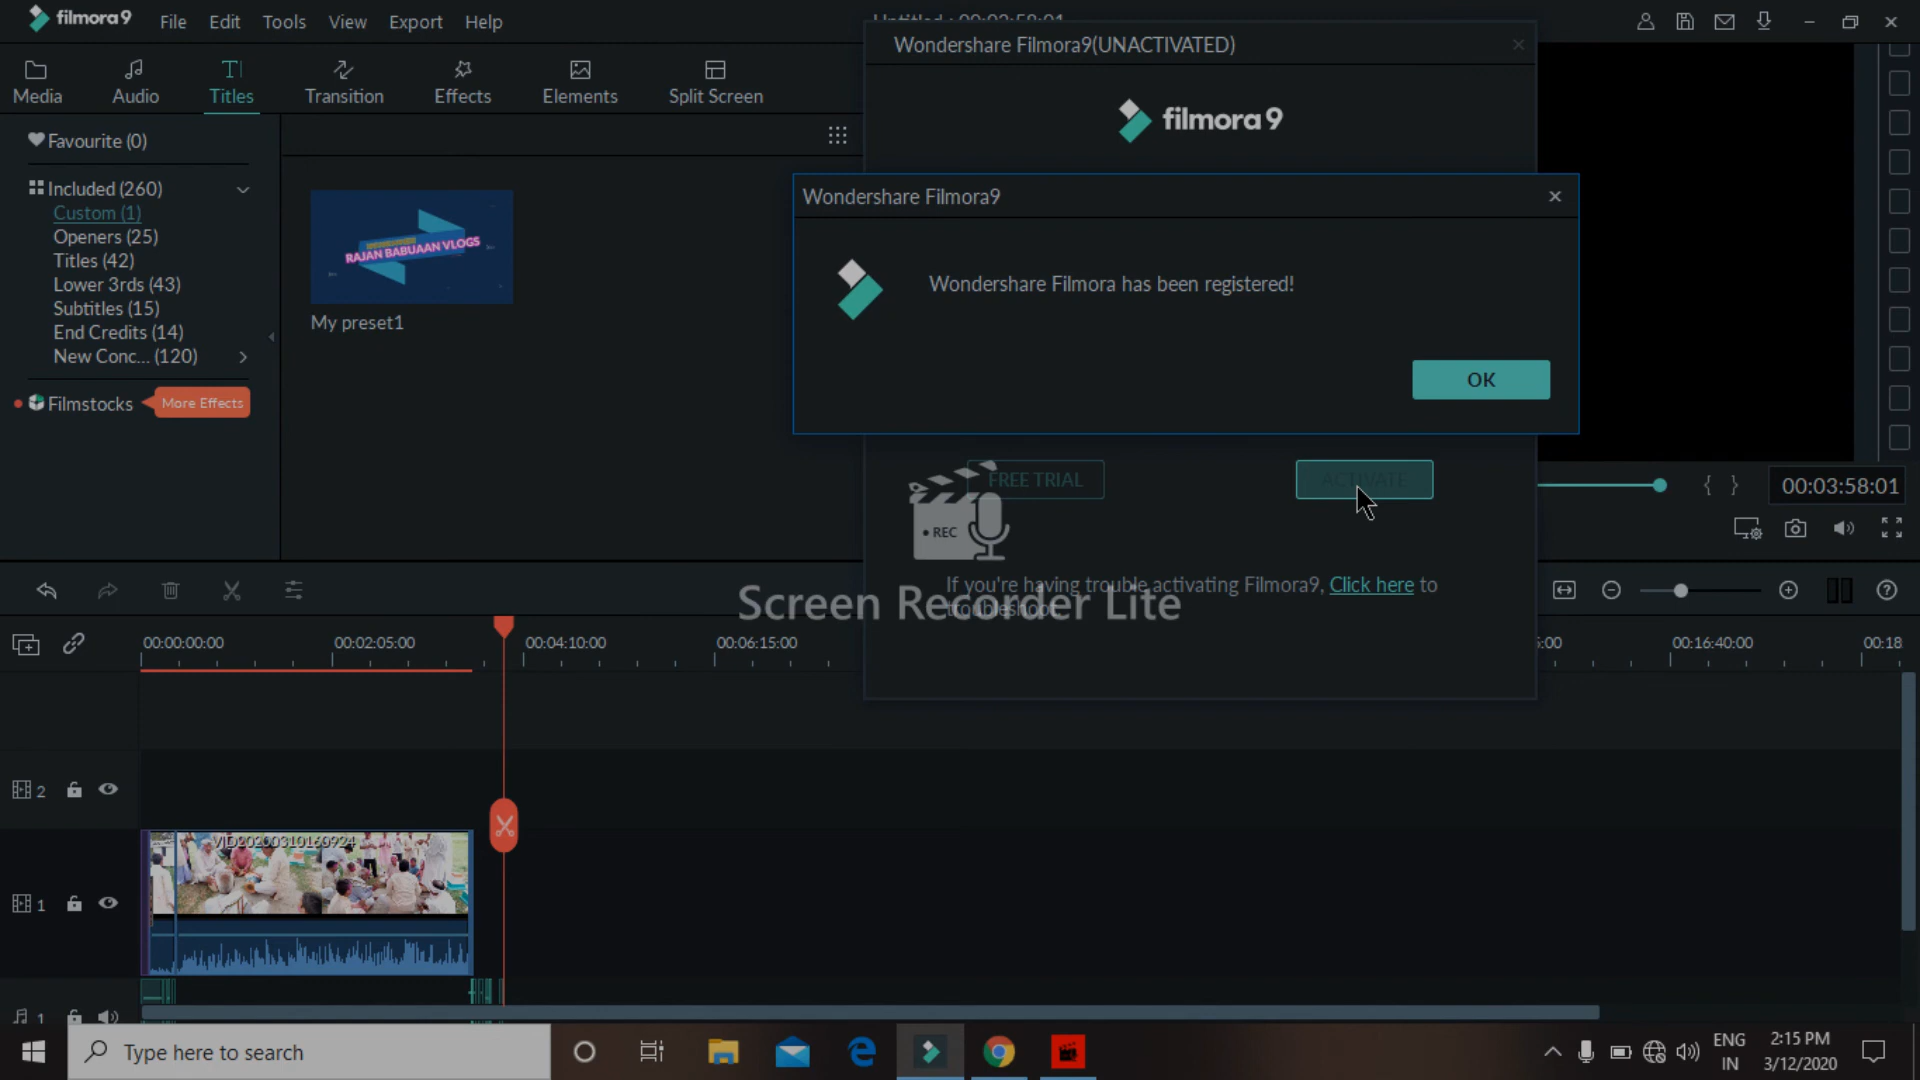 filmora9
File Edit Tools View Export Help
Wondershare Filmora9(UNACTIVATED)
Media Audio Titles Transition Effects Elements Split Screen
filmora9
Favourite (0)
Included (260)
Custom (1)
Openers (25)
Titles (42)
Lower 3rds (43)
Subtitles (15)
End Credits (14)
New Conc... (120)
Filmstocks More Effects
RAJAN BABUAAN VLOGS
My preset1
Wondershare Filmora9
Wondershare Filmora has been registered!
OK
FREE TRIAL ACTIVATE
REC
If you're having trouble activating Filmora9, Click here to
troubleshoot
Screen Recorder Lite
00:03:58:01
00:00:00:00 00:02:05:00 00:04:10:00 00:06:15:00 00:16:40:00 00:18
2
VID20200310160924
1
1
Type here to search
ENG
IN
2:15 PM
3/12/2020